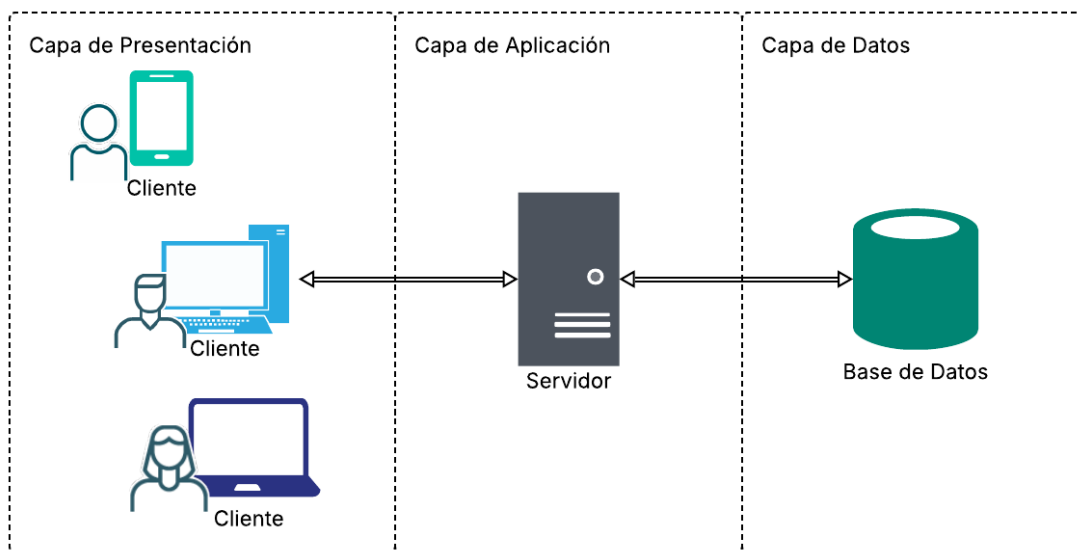 Capa de Presentación
Capa de Aplicación
Capa de Datos
Cliente
Cliente
Servidor
Base de Datos
Cliente